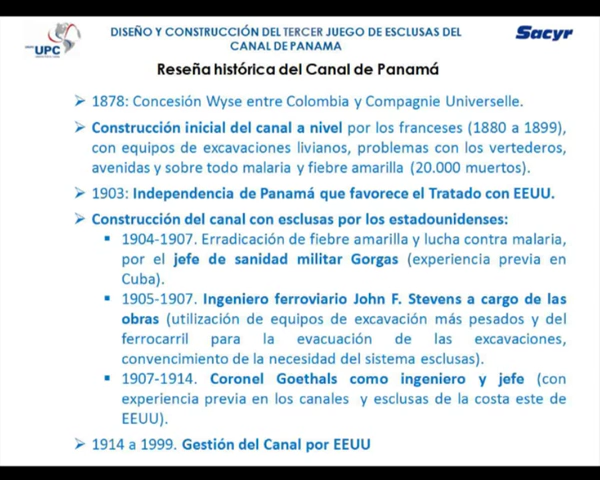 UPC
DISEÑO Y CONSTRUCCIÓN DEL TERCER JUEGO DE ESCLUSAS DEL
CANAL DE PANAMA
Sacyr
Reseña histórica del Canal de Panamá
➢ 1878: Concesión Wyse entre Colombia y Compagnie Universelle.
➢ Construcción inicial del canal a nivel por los franceses (1880 a 1899),
con equipos de excavaciones livianos, problemas con los vertederos,
avenidas y sobre todo malaria y fiebre amarilla (20.000 muertos).
➢ 1903: Independencia de Panamá que favorece el Tratado con EEUU.
➢ Construcción del canal con esclusas por los estadounidenses:
▪ 1904-1907. Erradicación de fiebre amarilla y lucha contra malaria,
por el jefe de sanidad militar Gorgas (experiencia previa en
Cuba).
▪ 1905-1907. Ingeniero ferroviario John F. Stevens a cargo de las
obras (utilización de equipos de excavación más pesados y del
ferrocarril para la evacuación de las excavaciones,
convencimiento de la necesidad del sistema esclusas).
▪ 1907-1914. Coronel Goethals como ingeniero y jefe (con
experiencia previa en los canales y esclusas de la costa este de
EEUU).
➢ 1914 a 1999. Gestión del Canal por EEUU